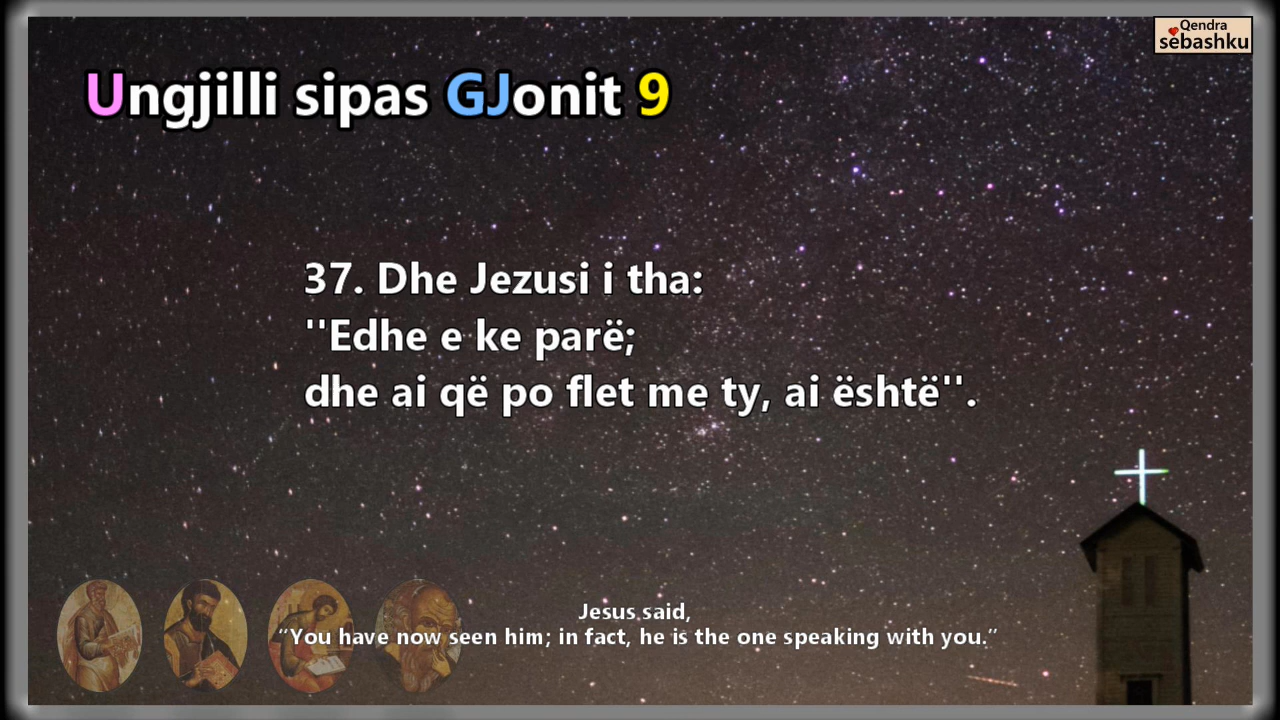 Qendra
sëbashku
Ungjilli sipas GJonit 9
37. Dhe Jezusi i tha:
''Edhe e ke parë;
dhe ai që po flet me ty, ai është''.
Jesus said,
“You have now seen him; in fact, he is the one speaking with you.”